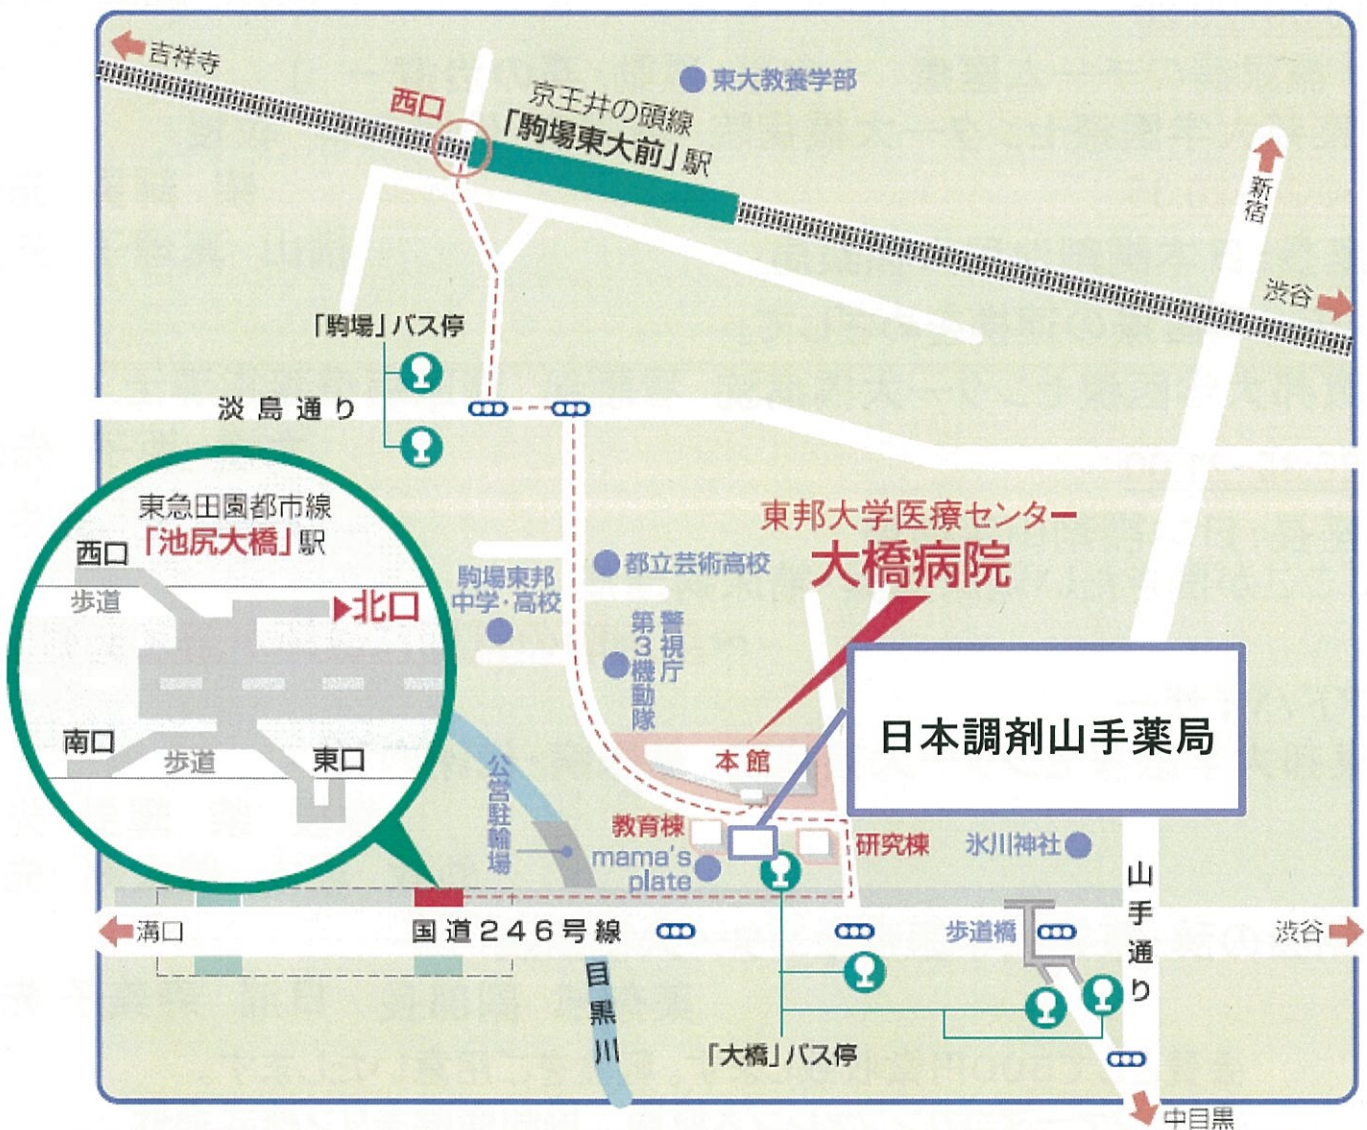 吉祥寺
西口
京王井の頭線
「駒場東大前」駅
東大教養学部
新宿
渋谷
「駒場」バス停
淡島通り
東急田園都市線
「池尻大橋」駅
西口
歩道
北口
南口
歩道
東口
東邦大学医療センター
大橋病院
都立芸術高校
駒場東邦
中学・高校
警視庁
第3機動隊
日本調剤山手薬局
本館
公営駐輪場
教育棟
mama's
plate
研究棟
氷川神社
山手通り
溝口
国道246号線
歩道橋
渋谷
目黒川
「大橋」バス停
中目黒